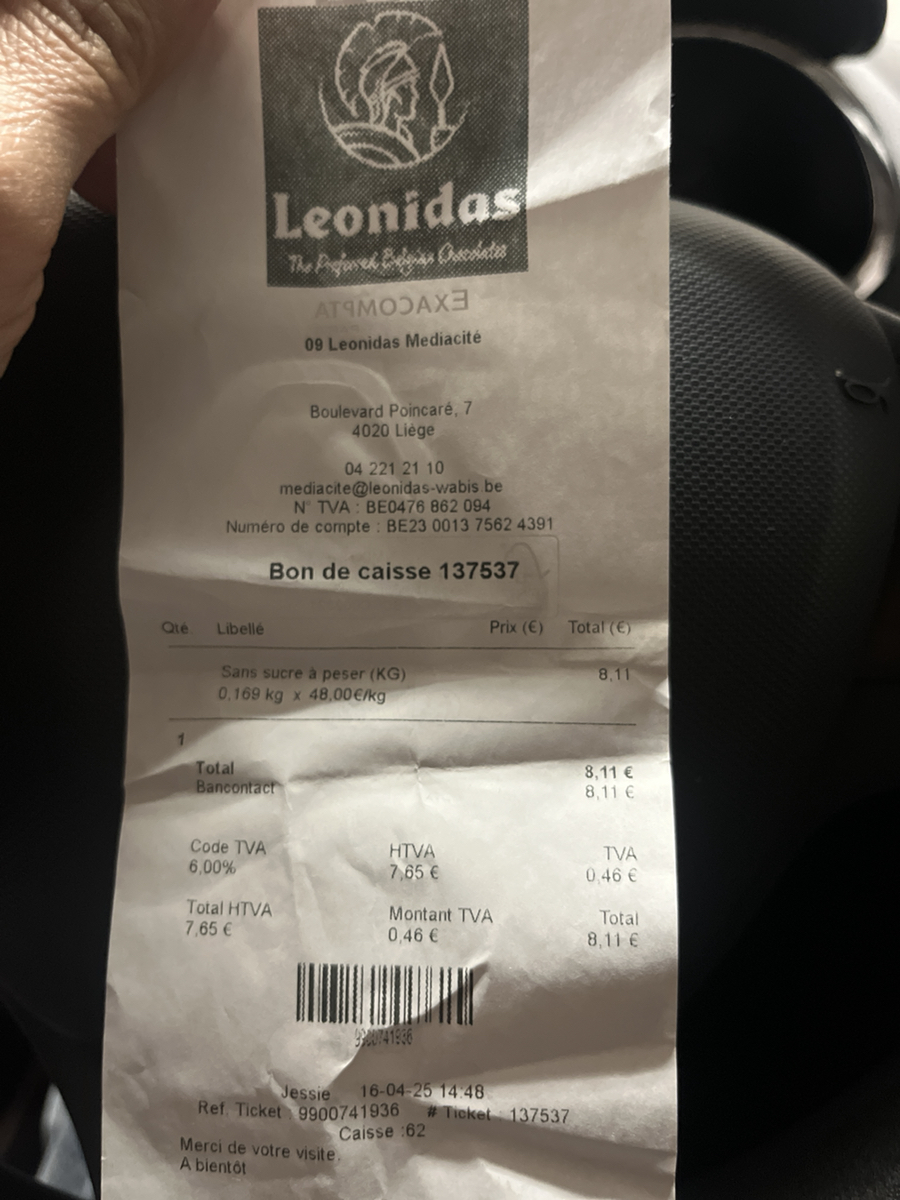 Leonidas
The Preferred Belgian Chocolates
EXACOMPTA
09 Leonidas Mediacité
Boulevard Poincaré, 7
4020 Liège
04 221 21 10
mediacite@leonidas-wabis.be
N° TVA : BE0476 862 094
Numéro de compte : BE23 0013 7562 4391
Bon de caisse 137537
Qté Libellé Prix (€) Total (€)
Sans sucre à peser (KG) 8,11
0,169 kg x 48,00€/kg
1
Total 8,11 €
Bancontact 8,11 €
Code TVA HTVA TVA
6,00% 7,65 € 0,46 €
Total HTVA Montant TVA Total
7,65 € 0,46 € 8,11 €
9900741936
Jessie 16-04-25 14:48
Ref. Ticket : 9900741936 # Ticket 137537
Caisse :62
Merci de votre visite.
A bientôt